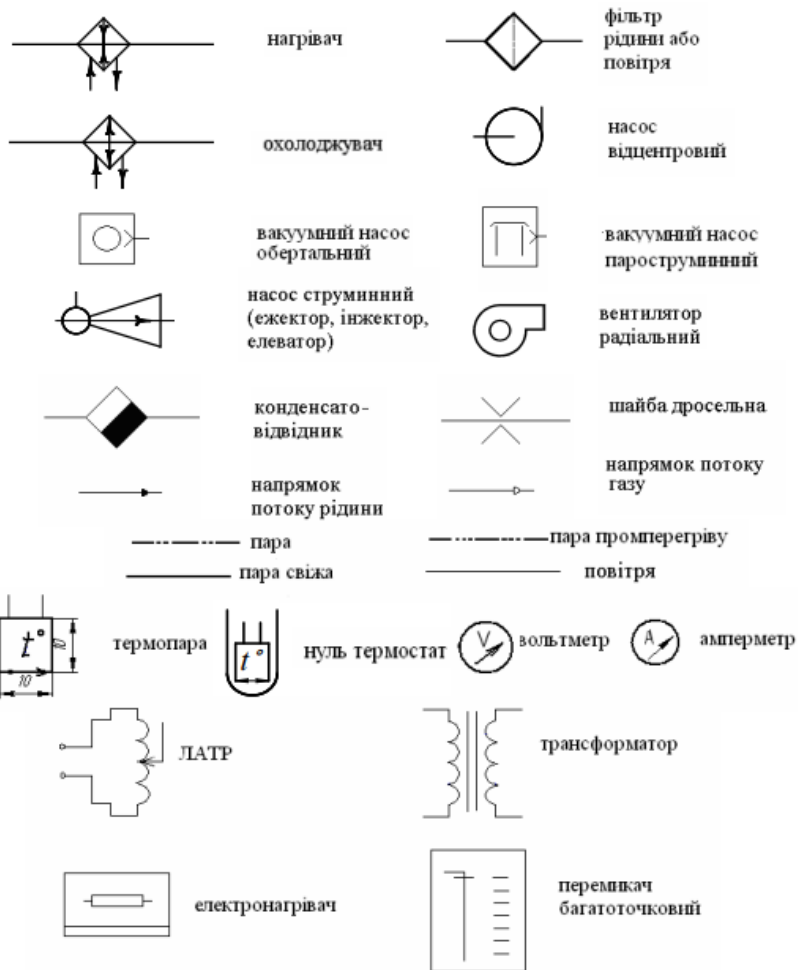 нагрівач
фільтр
рідини або
повітря
охолоджувач
насос
відцентровий
вакуумний насос
обертальний
вакуумний насос
пароструминний
насос струминний
(ежектор, інжектор,
елеватор)
вентилятор
радіальний
конденсато-
відвідник
шайба дросельна
напрямок
потоку рідини
напрямок потоку
газу
пара
пара промперегріву
пара свіжа
повітря
t°
10
10
термопара
t°
нуль термостат
V
вольтметр
A
амперметр
ЛАТР
трансформатор
електронагрівач
перемикач
багатоточковий